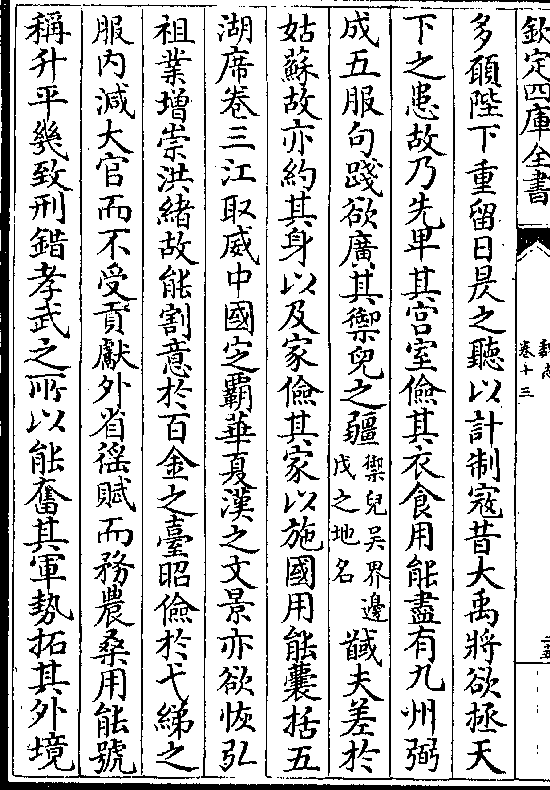 欽定四庫全書
卷十三
多願陛下重留日昃之聽以計制寇昔大禹將欲拯天
下之患故乃先卑其宫室儉其衣食用能盡有九州弼
成五服句踐欲廣其禦兒之疆禦兒吳界邊戍之地名馘夫差於
姑蘇故亦約其身以及家儉其家以施國用能囊括五
湖席卷三江取威中國定霸華夏漢之文景亦欲恢弘
祖業增崇洪緒故能割意於百金之臺昭儉於弋綈之
服内減大官而不受貢獻外省徭賦而務農桑用能號
稱升平幾致刑錯孝武之所以能奮其軍勢拓其外境